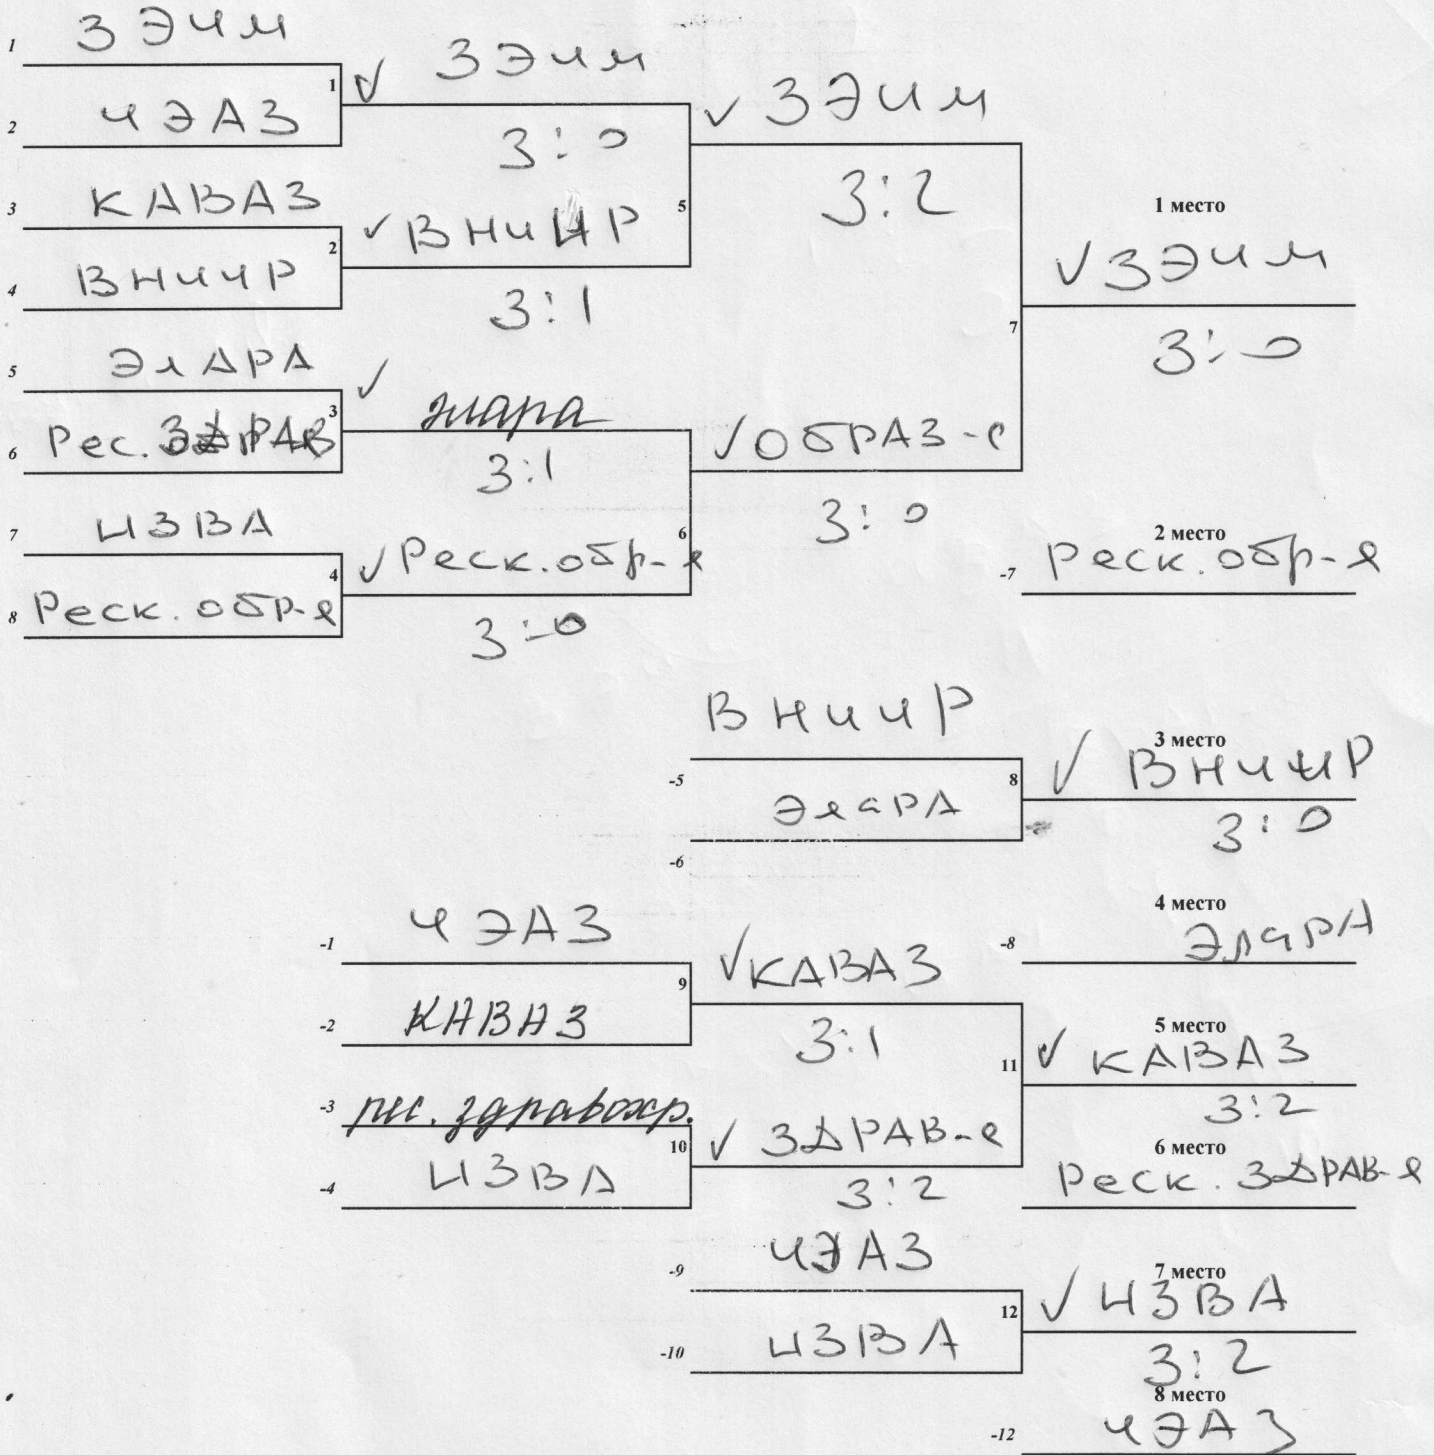 1 ЗЭиМ
2 ЧЭАЗ
1 ✓ ЗЭиМ
3:0
3 КАВАЗ
4 ВНИИР
2 ✓ ВНИИР
3:1
5 ✓ ЗЭиМ
3:2
5 ЭлАРА
6 Рес. ЗДРАВ
3 ✓ элара
3:1
7 ИЗВА
8 Реск. обр-я
4 ✓ Реск. обр-я
3:0
6 ✓ ОБРАЗ-е
3:0
1 место
7 ✓ ЗЭиМ
3:0
2 место
-7 Реск. обр-я
-5 ВНИИР
-6 ЭлаРА
3 место
8 ✓ ВНИИР
3:0
4 место
-8 ЭлаРА
-1 ЧЭАЗ
-2 КАВАЗ
9 ✓ КАВАЗ
3:1
-3 рес. здравохр.
-4 ИЗВА
10 ✓ ЗДРАВ-е
3:2
5 место
11 ✓ КАВАЗ
3:2
6 место
Реск. ЗДРАВ-я
-9 ЧЭАЗ
-10 ИЗВА
7 место
12 ✓ ИЗВА
3:2
8 место
-12 ЧЭАЗ